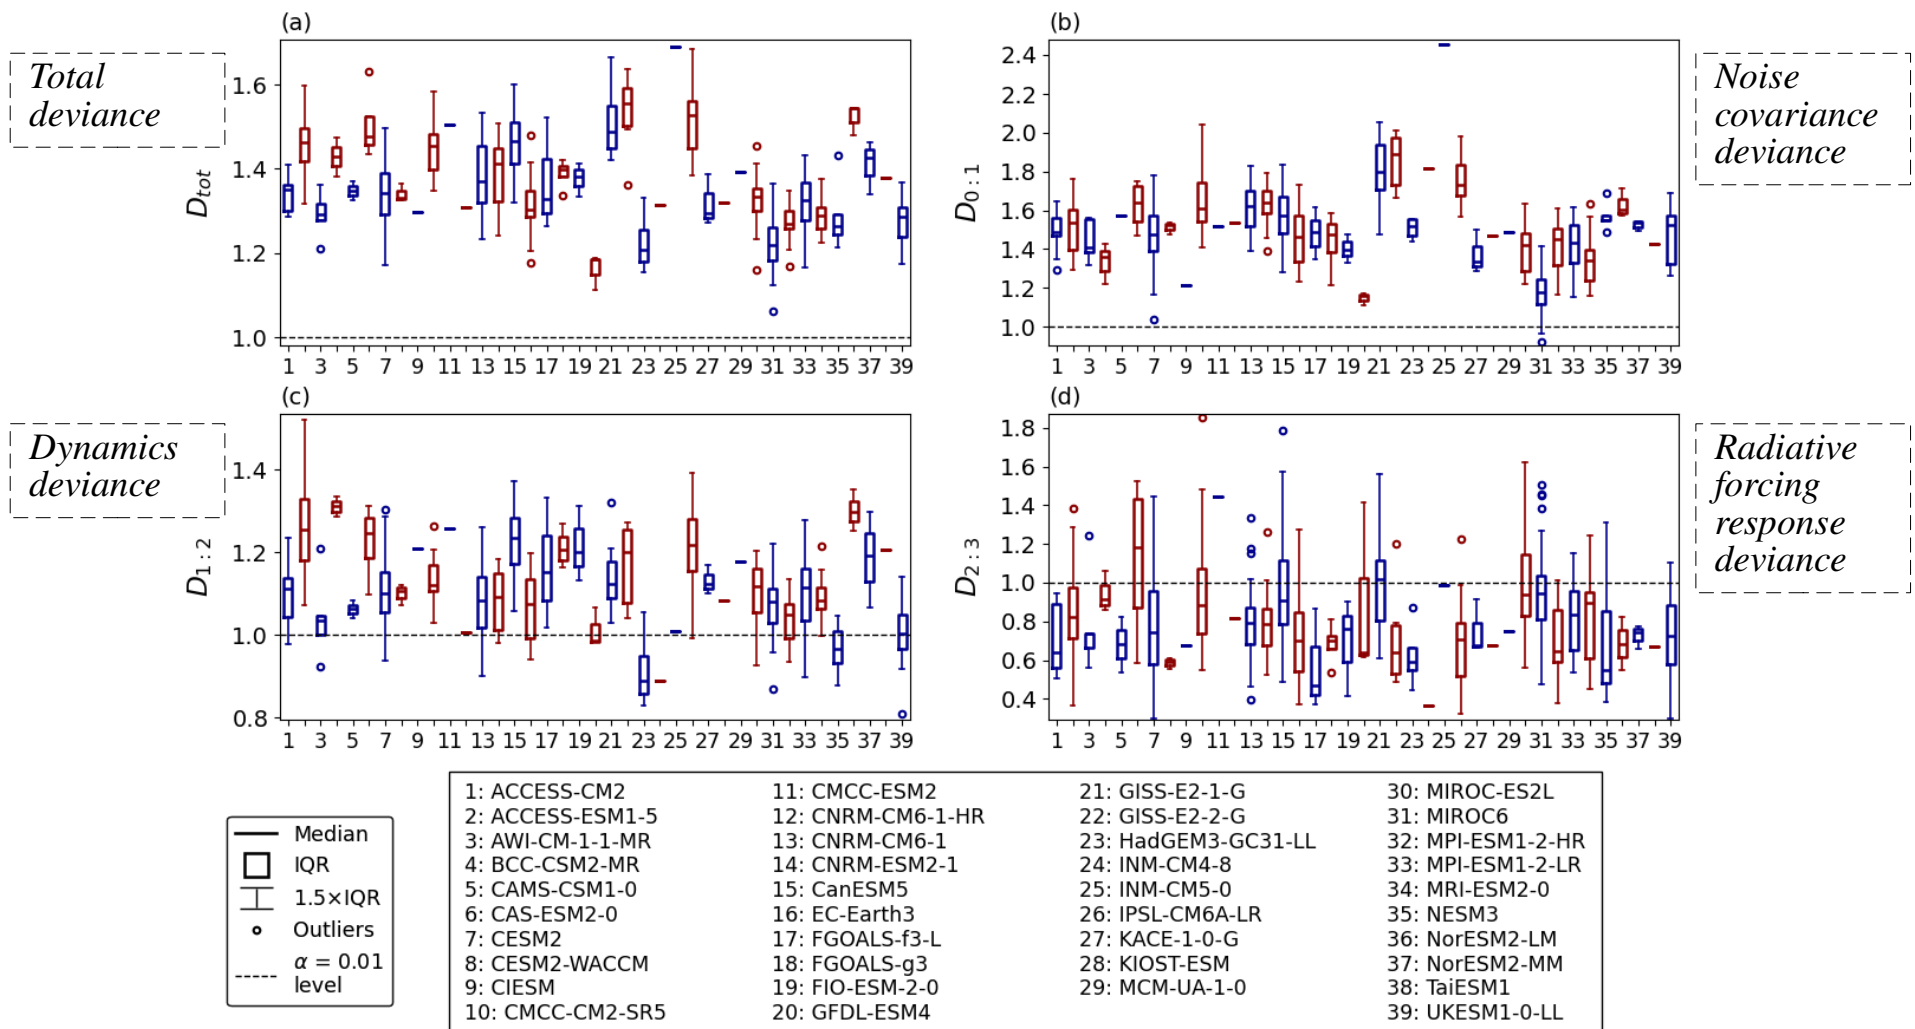 (a)
(b)
Total
deviance
Noise
covariance
deviance
D_tot
1.6
1.4
1.2
1.0
1 3 5 7 9 11 13 15 17 19 21 23 25 27 29 31 33 35 37 39
D_0:1
2.4
2.2
2.0
1.8
1.6
1.4
1.2
1.0
1 3 5 7 9 11 13 15 17 19 21 23 25 27 29 31 33 35 37 39
(c)
(d)
Dynamics
deviance
Radiative
forcing
response
deviance
D_1:2
1.4
1.2
1.0
0.8
1 3 5 7 9 11 13 15 17 19 21 23 25 27 29 31 33 35 37 39
D_2:3
1.8
1.6
1.4
1.2
1.0
0.8
0.6
0.4
1 3 5 7 9 11 13 15 17 19 21 23 25 27 29 31 33 35 37 39
Median
IQR
1.5×IQR
Outliers
α = 0.01
level
1: ACCESS-CM2
2: ACCESS-ESM1-5
3: AWI-CM-1-1-MR
4: BCC-CSM2-MR
5: CAMS-CSM1-0
6: CAS-ESM2-0
7: CESM2
8: CESM2-WACCM
9: CIESM
10: CMCC-CM2-SR5
11: CMCC-ESM2
12: CNRM-CM6-1-HR
13: CNRM-CM6-1
14: CNRM-ESM2-1
15: CanESM5
16: EC-Earth3
17: FGOALS-f3-L
18: FGOALS-g3
19: FIO-ESM-2-0
20: GFDL-ESM4
21: GISS-E2-1-G
22: GISS-E2-2-G
23: HadGEM3-GC31-LL
24: INM-CM4-8
25: INM-CM5-0
26: IPSL-CM6A-LR
27: KACE-1-0-G
28: KIOST-ESM
29: MCM-UA-1-0
30: MIROC-ES2L
31: MIROC6
32: MPI-ESM1-2-HR
33: MPI-ESM1-2-LR
34: MRI-ESM2-0
35: NESM3
36: NorESM2-LM
37: NorESM2-MM
38: TaiESM1
39: UKESM1-0-LL